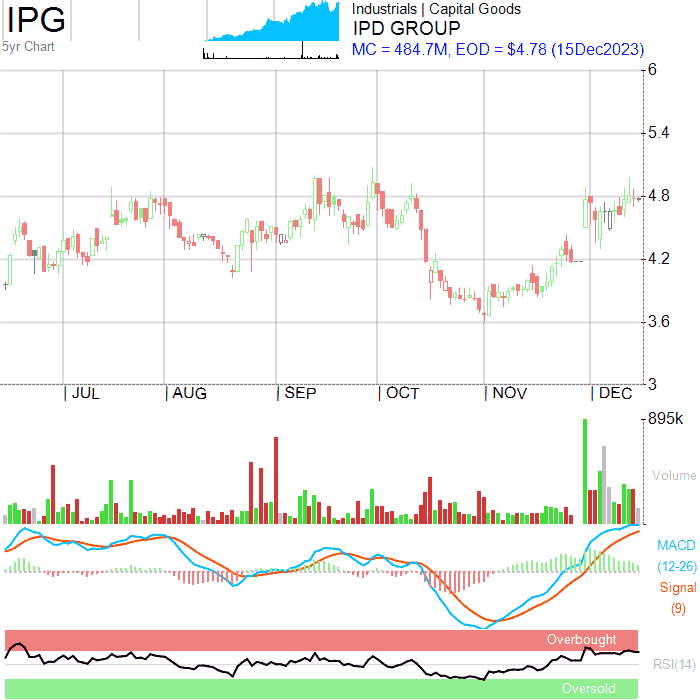 IPG
5yr Chart
Industrials | Capital Goods
IPD GROUP
MC = 484.7M, EOD = $4.78 (15Dec2023)
6
5.4
4.8
4.2
3.6
3
JUL AUG SEP OCT NOV DEC
895k
Volume
MACD
(12-26)
Signal
(9)
Overbought
RSI(14)
Oversold